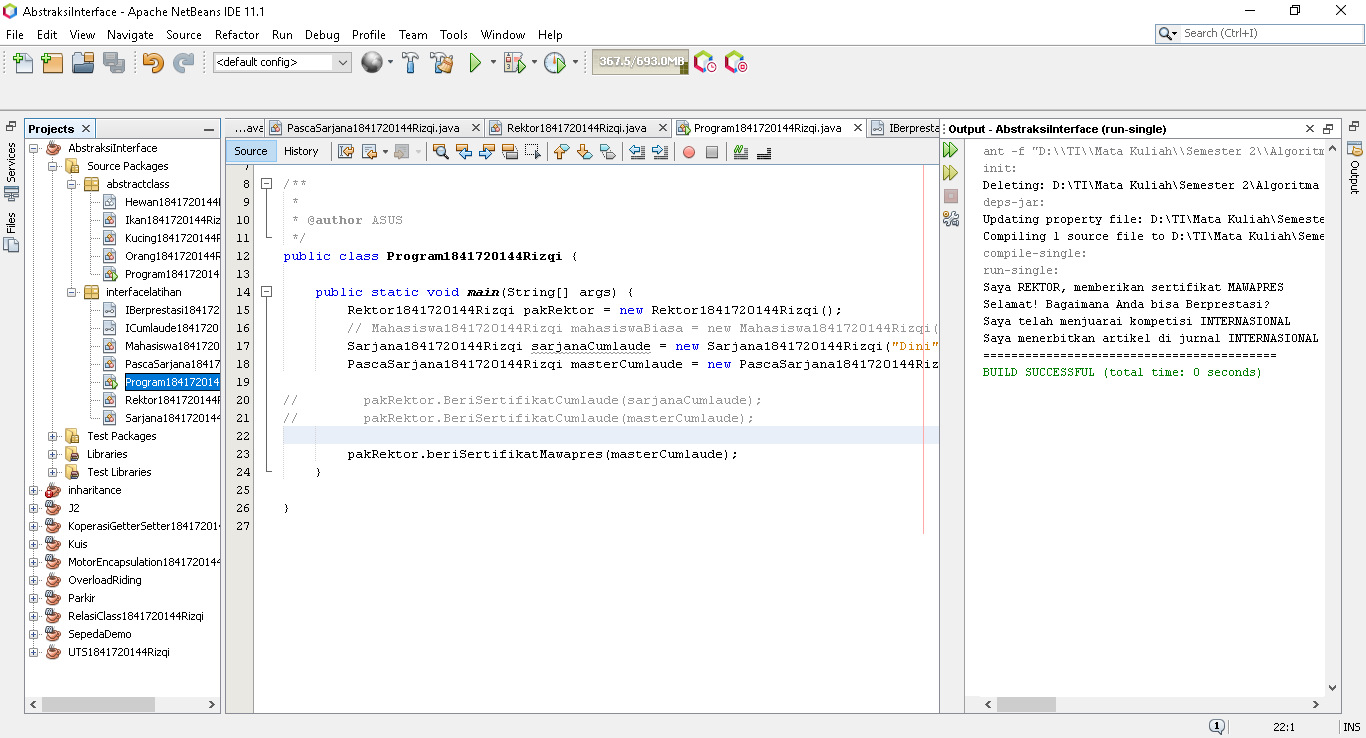 AbstraksiInterface - Apache NetBeans IDE 11.1
File Edit View Navigate Source Refactor Run Debug Profile Team Tools Window Help
Search (Ctrl+I)
<default config>
367.5/693.0MB
Services
Files
Projects
AbstraksiInterface
Source Packages
abstractclass
Hewan1841720144
Ikan1841720144Riz
Kucing1841720144R
Orang1841720144R
Program184172014
interfacelatihan
IBerprestasi184172
ICumlaude1841720
Mahasiswa1841720
PascaSarjana18417
Program184172014
Rektor1841720144R
Sarjana1841720144
Test Packages
Libraries
Test Libraries
inharitance
J2
KoperasiGetterSetter1841720144
Kuis
MotorEncapsulation1841720144
OverloadRiding
Parkir
RelasiClass1841720144Rizqi
SepedaDemo
UTS1841720144Rizqi
...ava PascaSarjana1841720144Rizqi.java Rektor1841720144Rizqi.java Program1841720144Rizqi.java IBerpresta
Source History
7
8 /**
9 *
10 * @author ASUS
11 */
12 public class Program1841720144Rizqi {
13
14 public static void main(String[] args) {
15 Rektor1841720144Rizqi pakRektor = new Rektor1841720144Rizqi();
16 // Mahasiswa1841720144Rizqi mahasiswaBiasa = new Mahasiswa1841720144Rizqi(
17 Sarjana1841720144Rizqi sarjanaCumlaude = new Sarjana1841720144Rizqi("Dini"
18 PascaSarjana1841720144Rizqi masterCumlaude = new PascaSarjana1841720144Riz
19
20 // pakRektor.BeriSertifikatCumlaude(sarjanaCumlaude);
21 // pakRektor.BeriSertifikatCumlaude(masterCumlaude);
22
23 pakRektor.beriSertifikatMawapres(masterCumlaude);
24 }
25
26 }
27
Output - AbstraksiInterface (run-single)
ant -f "D:\\TI\\Mata Kuliah\\Semester 2\\Algoritm
init:
Deleting: D:\TI\Mata Kuliah\Semester 2\Algoritma
deps-jar:
Updating property file: D:\TI\Mata Kuliah\Semeste
Compiling 1 source file to D:\TI\Mata Kuliah\Seme
compile-single:
run-single:
Saya REKTOR, memberikan sertifikat MAWAPRES
Selamat! Bagaimana Anda bisa Berprestasi?
Saya telah menjuarai kompetisi INTERNASIONAL
Saya menerbitkan artikel di jurnal INTERNASIONAL
=========================================
BUILD SUCCESSFUL (total time: 0 seconds)
Output
1
22:1
INS